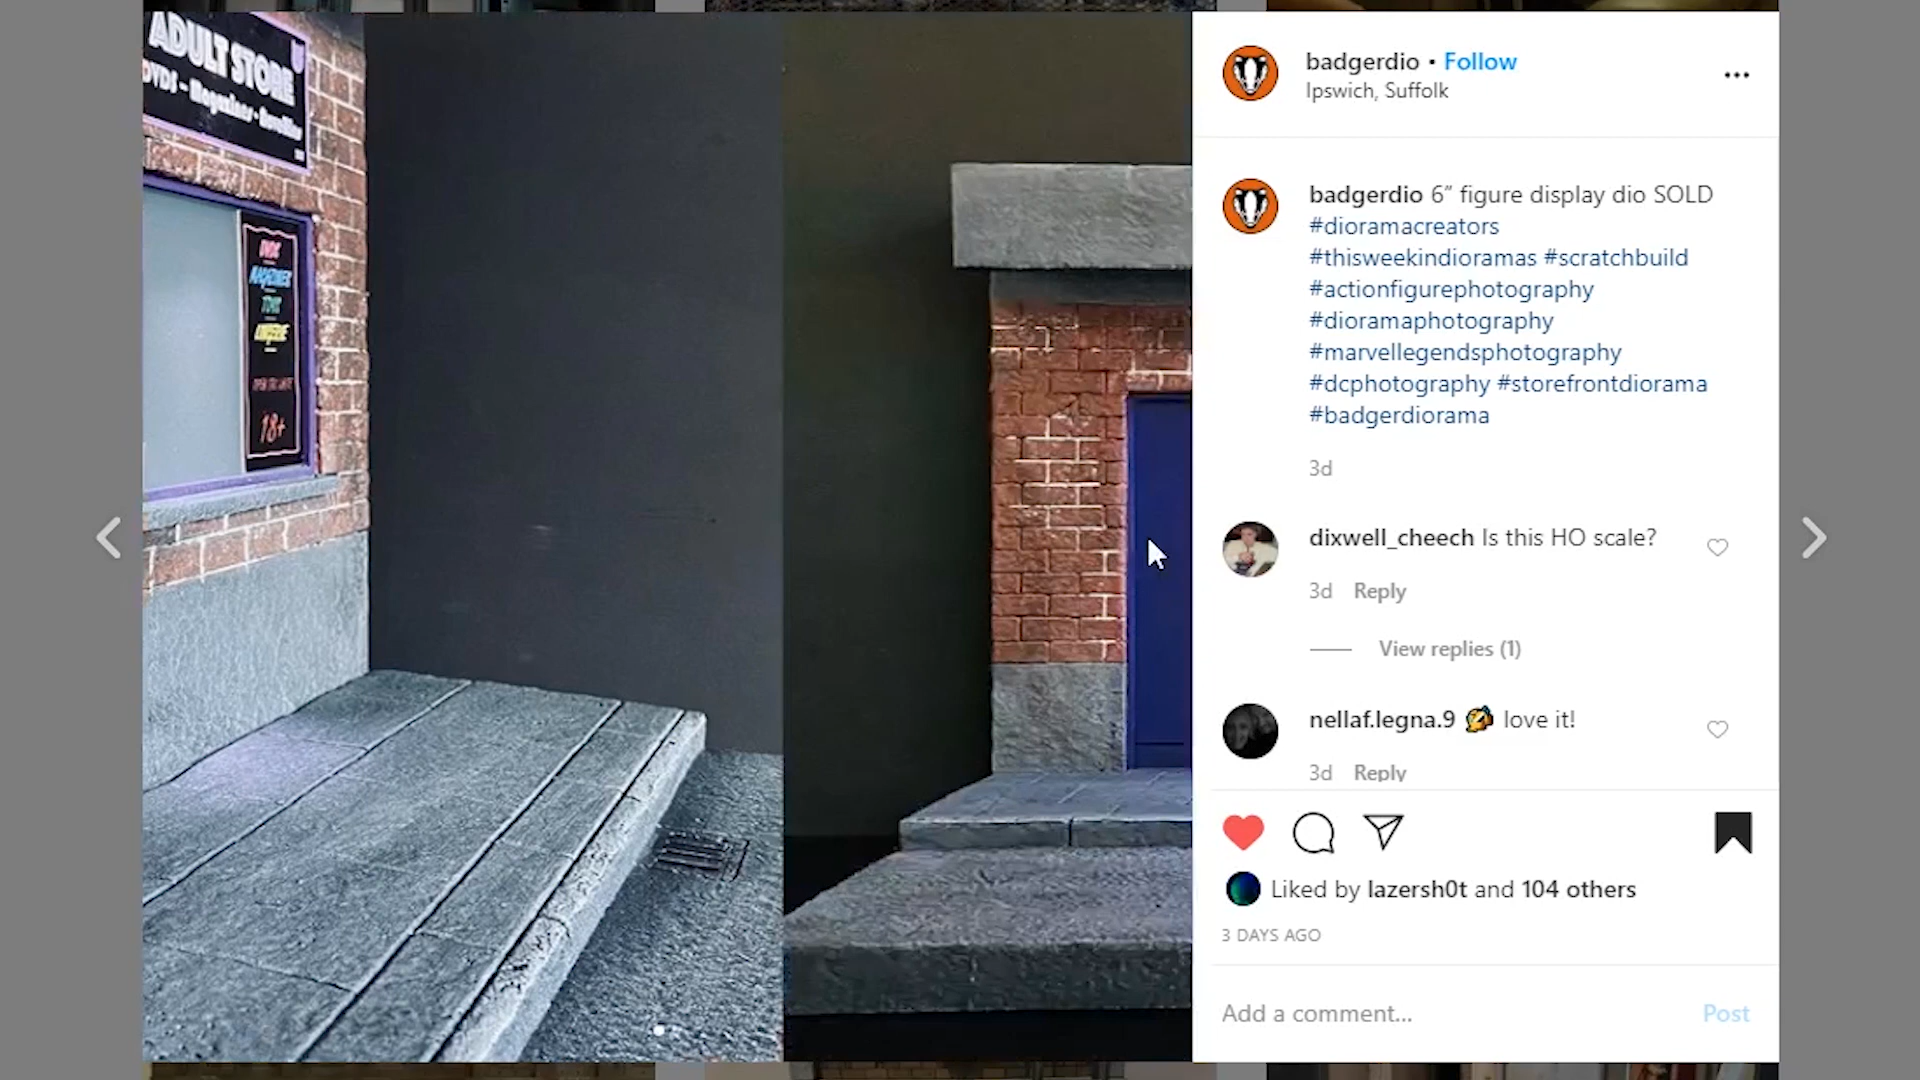 ADULT STORE
DVDs - Magazines - Novelties
18+
badgerdio • Follow
Ipswich, Suffolk
badgerdio 6” figure display dio SOLD
#dioramacreators
#thisweekindioramas #scratchbuild
#actionfigurephotography
#dioramaphotography
#marvellegendsphotography
#dcphotography #storefrontdiorama
#badgerdiorama
3d
dixwell_cheech Is this HO scale?
3d Reply
View replies (1)
nellaf.legna.9 love it!
3d Reply
Liked by lazersh0t and 104 others
3 DAYS AGO
Add a comment... Post